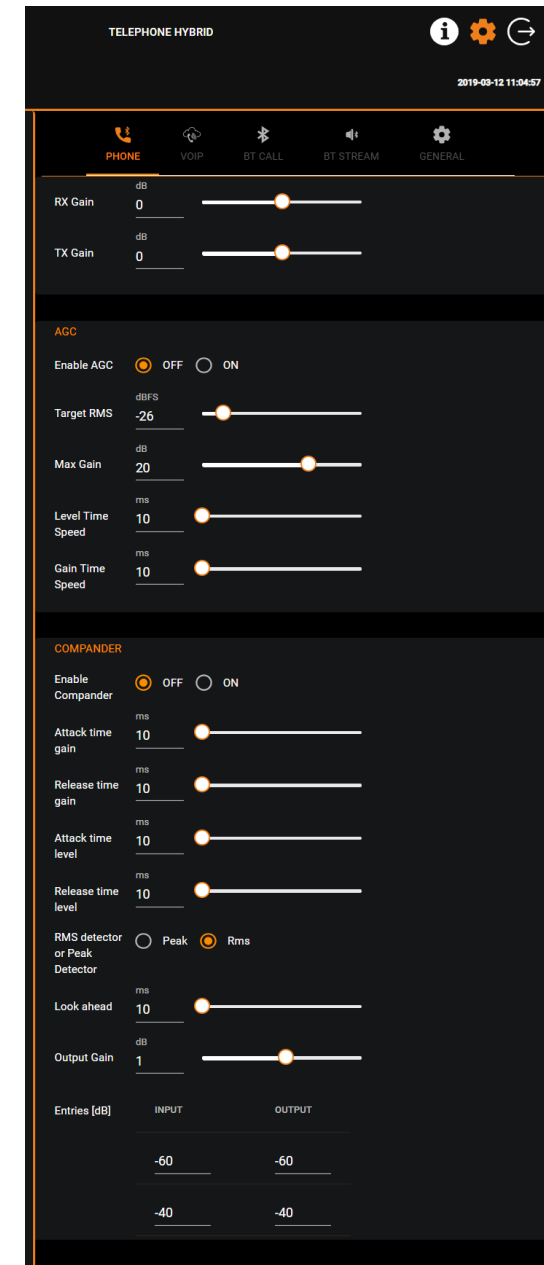 TELEPHONE HYBRID
2019-03-12 11:04:57
PHONE VOIP BT CALL BT STREAM GENERAL
dB
RX Gain 0
dB
TX Gain 0
AGC
Enable AGC OFF ON
dBFS
Target RMS -26
dB
Max Gain 20
ms
Level Time
Speed
10
ms
Gain Time
Speed
10
COMPANDER
Enable
Compander
OFF ON
ms
Attack time
gain
10
ms
Release time
gain
10
ms
Attack time
level
10
ms
Release time
level
10
RMS detector
or Peak
Detector
Peak Rms
ms
Look ahead 10
dB
Output Gain 1
Entries [dB] INPUT OUTPUT
-60 -60
-40 -40